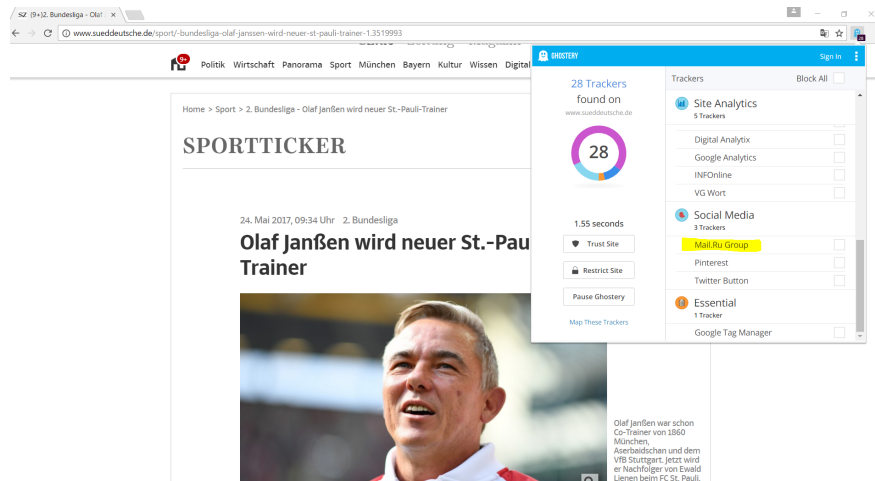 SZ (9+)2. Bundesliga - Olaf
www.sueddeutsche.de/sport/-bundesliga-olaf-janssen-wird-neuer-st-pauli-trainer-1.3519993
28
9+
Politik Wirtschaft Panorama Sport München Bayern Kultur Wissen Digital
Home > Sport > 2. Bundesliga - Olaf Janßen wird neuer St.-Pauli-Trainer
SPORTTICKER
24. Mai 2017, 09:34 Uhr 2. Bundesliga
Olaf Janßen wird neuer St.-Pau
Trainer
Olaf Janßen war schon
Co-Trainer von 1860
München,
Aserbaidschan und dem
VfB Stuttgart. Jetzt wird
er Nachfolger von Ewald
Lienen beim FC St. Pauli.
GHOSTERY
Sign In
28 Trackers
found on
www.sueddeutsche.de
28
1.55 seconds
Trust Site
Restrict Site
Pause Ghostery
Map These Trackers
Trackers
Block All
Site Analytics
5 Trackers
Digital Analytix
Google Analytics
INFOnline
VG Wort
Social Media
3 Trackers
Mail.Ru Group
Pinterest
Twitter Button
Essential
1 Tracker
Google Tag Manager